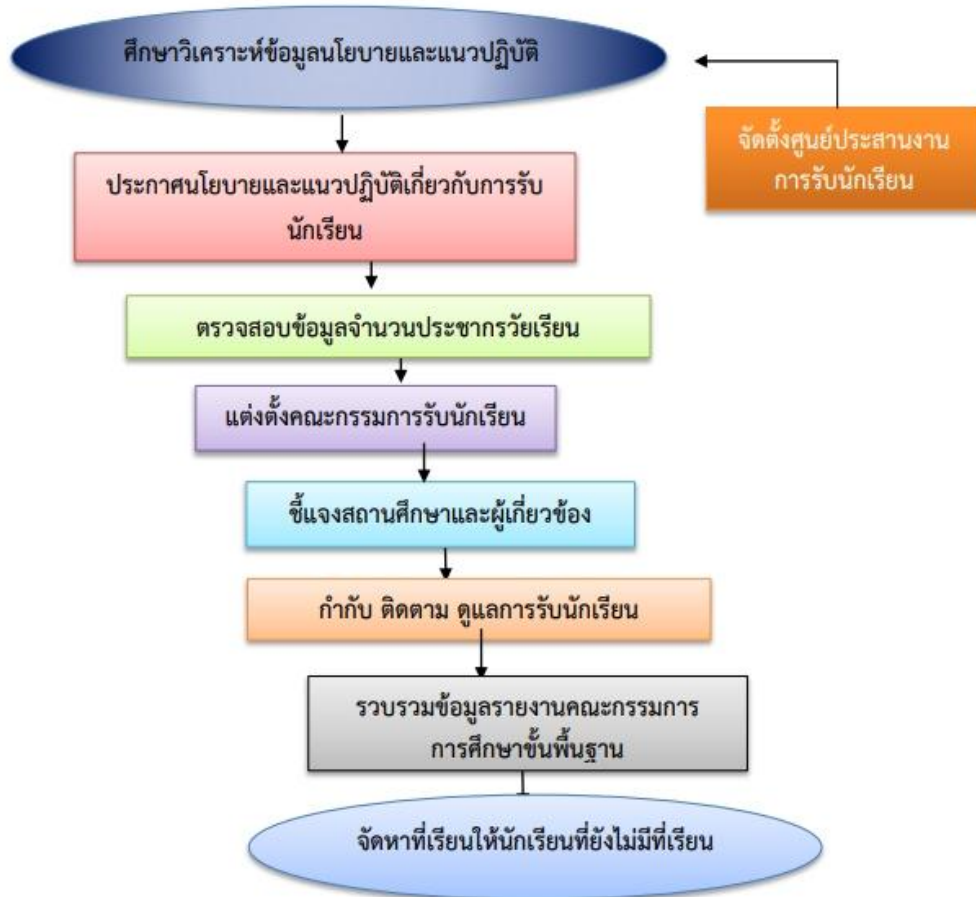 ศึกษาวิเคราะห์ข้อมูลนโยบายและแนวปฏิบัติ
จัดตั้งศูนย์ประสานงาน
การรับนักเรียน
ประกาศนโยบายและแนวปฏิบัติเกี่ยวกับการรับ
นักเรียน
ตรวจสอบข้อมูลจำนวนประชากรวัยเรียน
แต่งตั้งคณะกรรมการรับนักเรียน
ชี้แจงสถานศึกษาและผู้เกี่ยวข้อง
กำกับ ติดตาม ดูแลการรับนักเรียน
รวบรวมข้อมูลรายงานคณะกรรมการ
การศึกษาขั้นพื้นฐาน
จัดหาที่เรียนให้นักเรียนที่ยังไม่มีที่เรียน